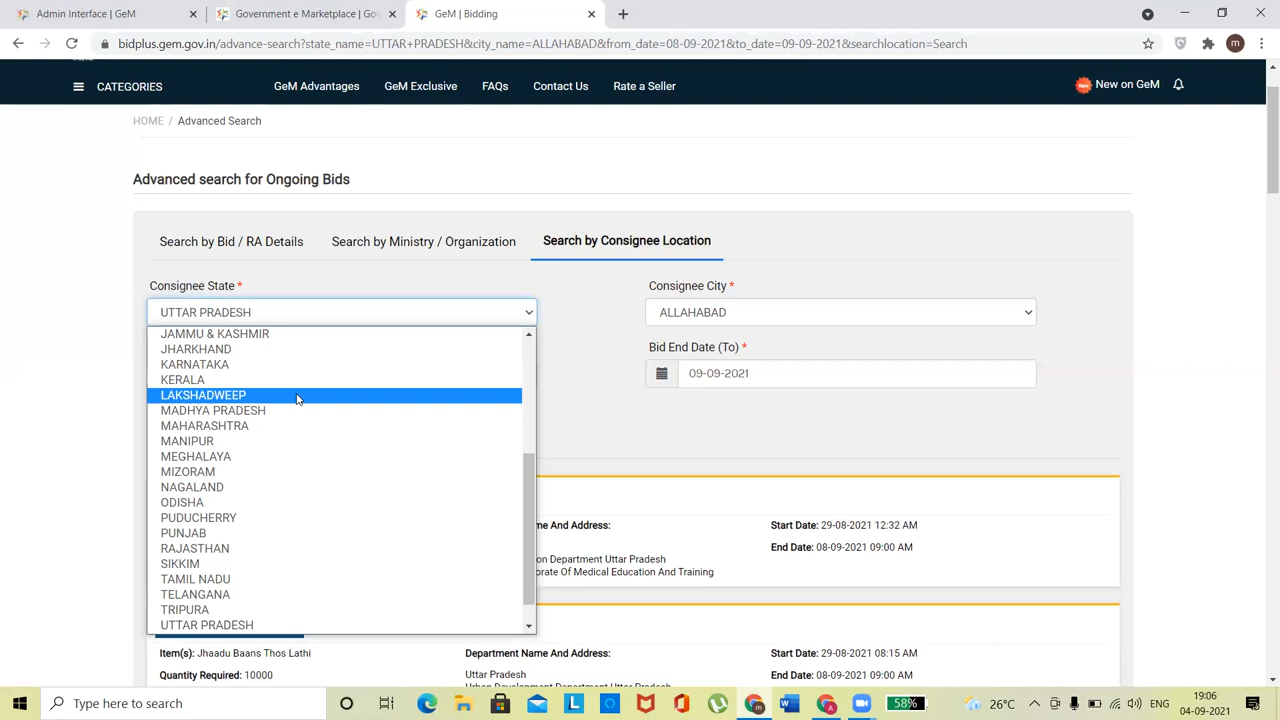 Admin Interface | GeM
Government e Marketplace | Gov
GeM | Bidding
bidplus.gem.gov.in/advance-search?state_name=UTTAR+PRADESH&city_name=ALLAHABAD&from_date=08-09-2021&to_date=09-09-2021&searchlocation=Search
m
CATEGORIES
GeM Advantages
GeM Exclusive
FAQs
Contact Us
Rate a Seller
New on GeM
HOME / Advanced Search
Advanced search for Ongoing Bids
Search by Bid / RA Details
Search by Ministry / Organization
Search by Consignee Location
Consignee State *
Consignee City *
UTTAR PRADESH
ALLAHABAD
Bid End Date (To) *
09-09-2021
JAMMU & KASHMIR
JHARKHAND
KARNATAKA
KERALA
LAKSHADWEEP
MADHYA PRADESH
MAHARASHTRA
MANIPUR
MEGHALAYA
MIZORAM
NAGALAND
ODISHA
PUDUCHERRY
PUNJAB
RAJASTHAN
SIKKIM
TAMIL NADU
TELANGANA
TRIPURA
UTTAR PRADESH
me And Address:
Start Date: 29-08-2021 12:32 AM
End Date: 08-09-2021 09:00 AM
on Department Uttar Pradesh
orate Of Medical Education And Training
Item(s): Jhaadu Baans Thos Lathi
Department Name And Address:
Start Date: 29-08-2021 08:15 AM
Quantity Required: 10000
Uttar Pradesh
End Date: 08-09-2021 09:00 AM
Urban Development Department Uttar Pradesh
Type here to search
58%
26°C
ENG
19:06
04-09-2021